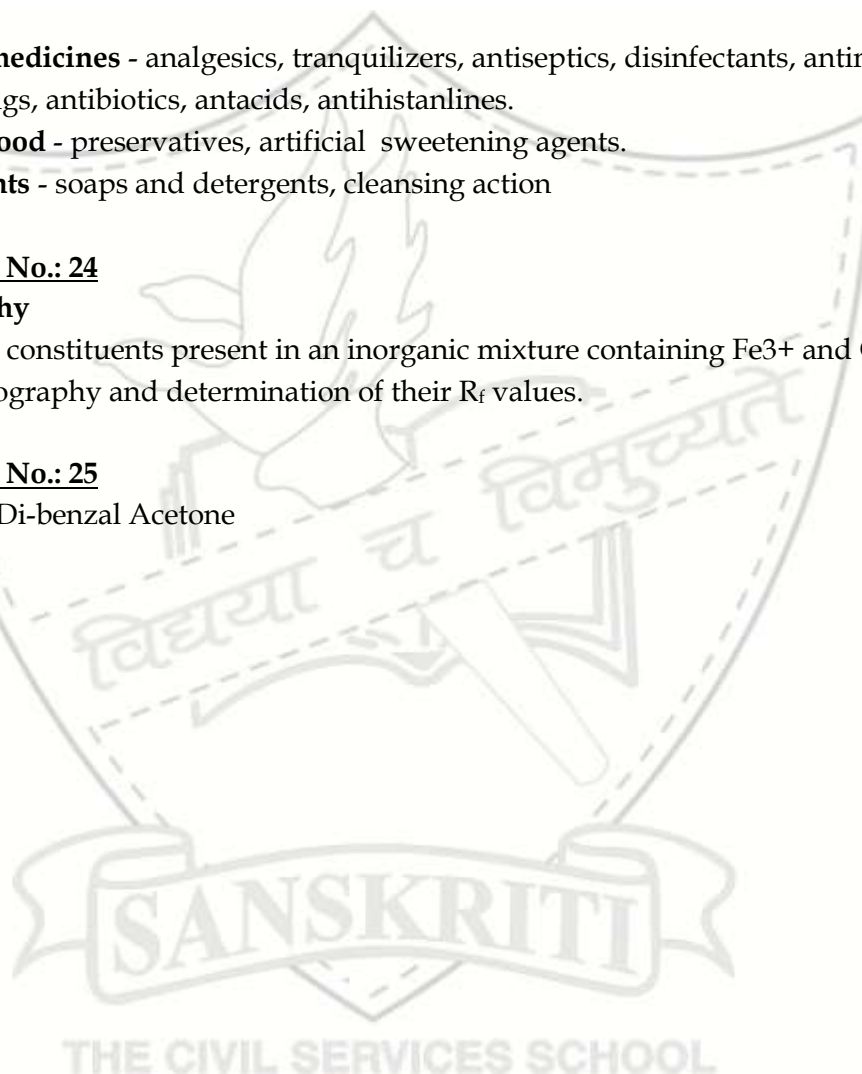 medicines - analgesics, tranquilizers, antiseptics, disinfectants, antim
gs, antibiotics, antacids, antihistanlines.
ood - preservatives, artificial sweetening agents.
nts - soaps and detergents, cleansing action
No.: 24
hy
constituents present in an inorganic mixture containing Fe3+ and C
ography and determination of their Rf values.
No.: 25
Di-benzal Acetone
विद्यया च विमुच्यते
SANSKRITI
THE CIVIL SERVICES SCHOOL